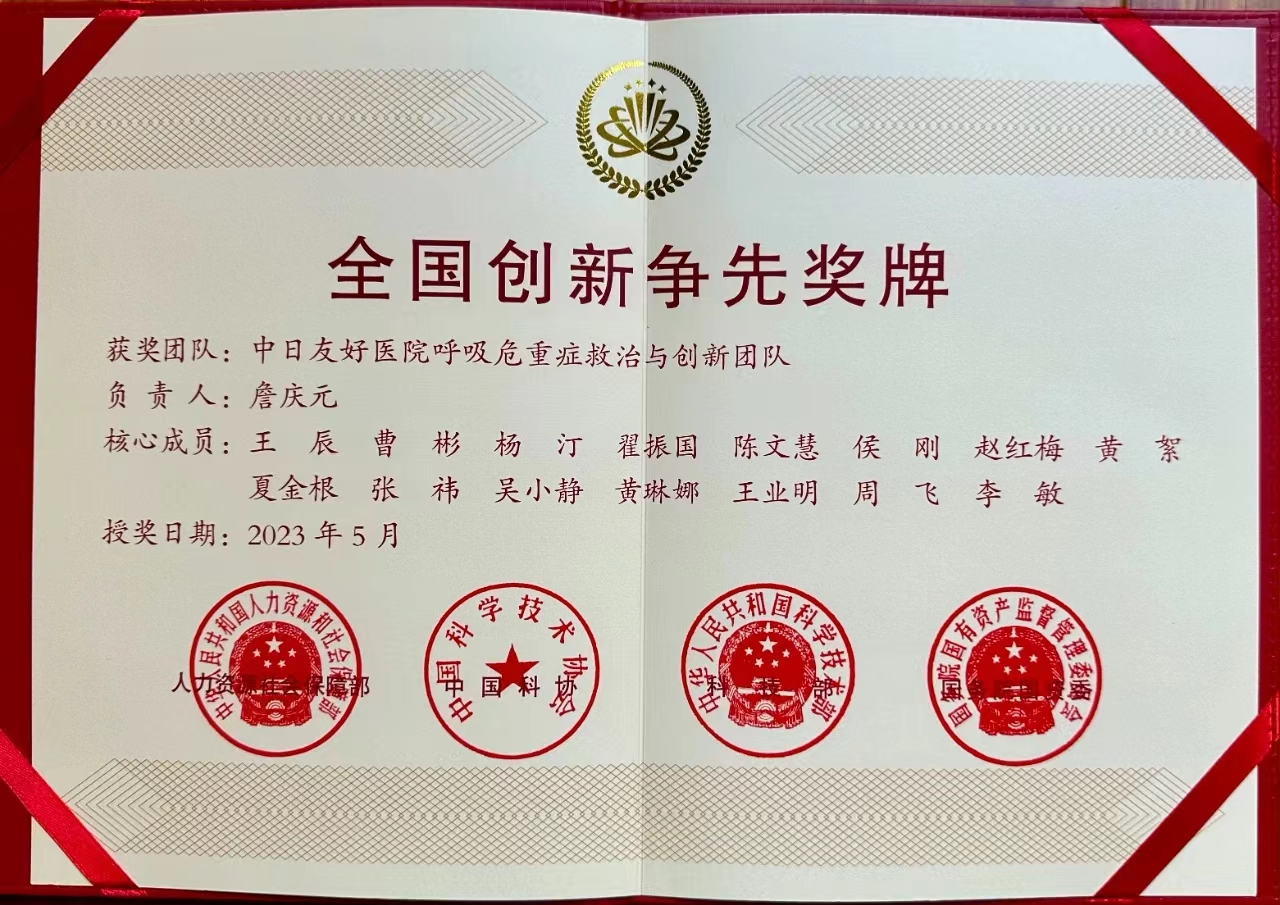 全国创新争先奖牌
获奖团队：中日友好医院呼吸危重症救治与创新团队
负责人：詹庆元
核心成员：王辰 曹彬 杨汀 翟振国 陈文慧 侯刚 赵红梅 黄絮
夏金根 张祎 吴小静 黄琳娜 王业明 周飞 李敏
授奖日期：2023年5月
中华人民共和国人力资源和社会保障部
人力资源社会保障部
中国科学技术协会
中国科协
中华人民共和国科学技术部
科技部
国务院国有资产监督管理委员会
国务院国资委